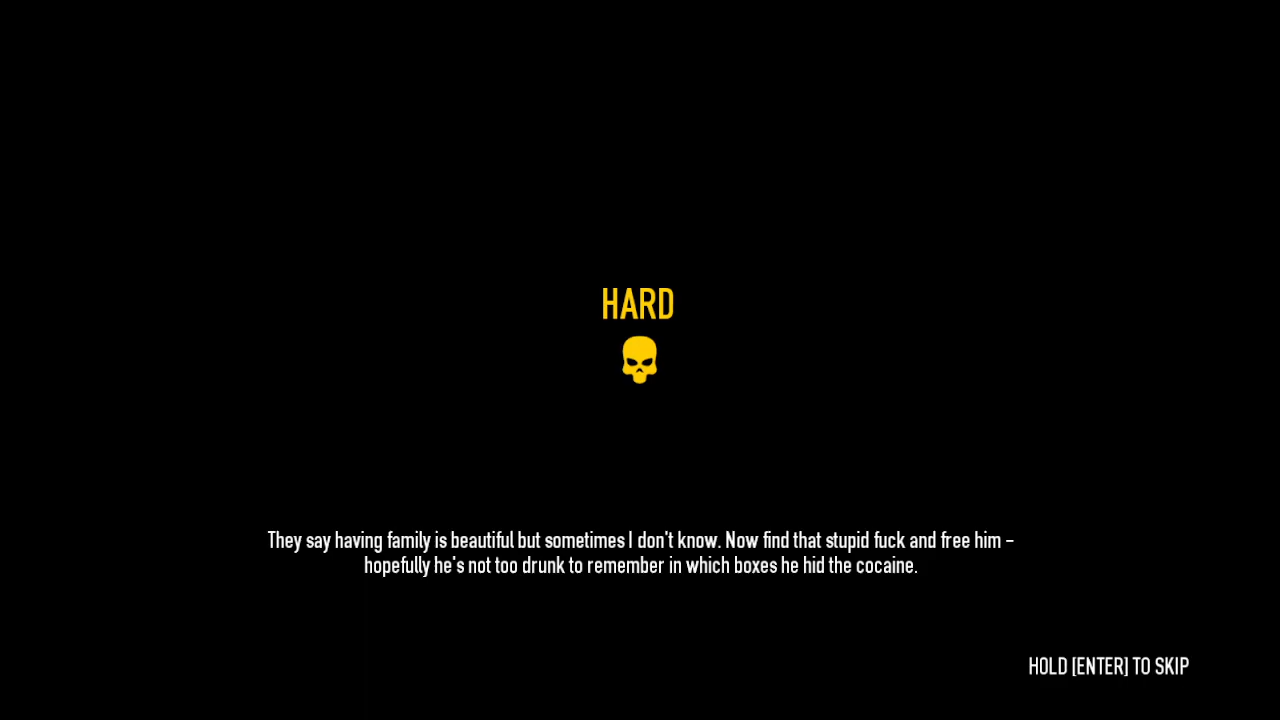 HARD
They say having family is beautiful but sometimes I don't know. Now find that stupid fuck and free him -
hopefully he's not too drunk to remember in which boxes he hid the cocaine.
HOLD [ENTER] TO SKIP